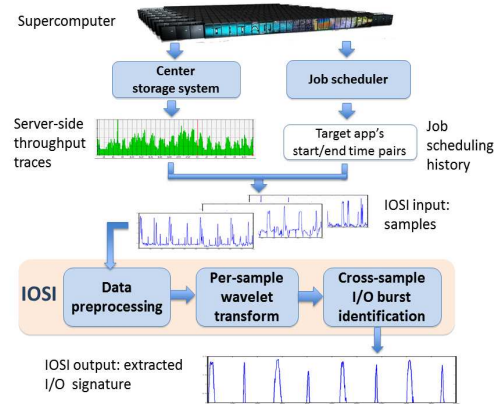 Supercomputer
Center
storage system
Job scheduler
Server-side
throughput
traces
Target app's
start/end time pairs
Job
scheduling
history
IOSI input:
samples
IOSI
Data
preprocessing
Per-sample
wavelet
transform
Cross-sample
I/O burst
identification
IOSI output: extracted
I/O signature